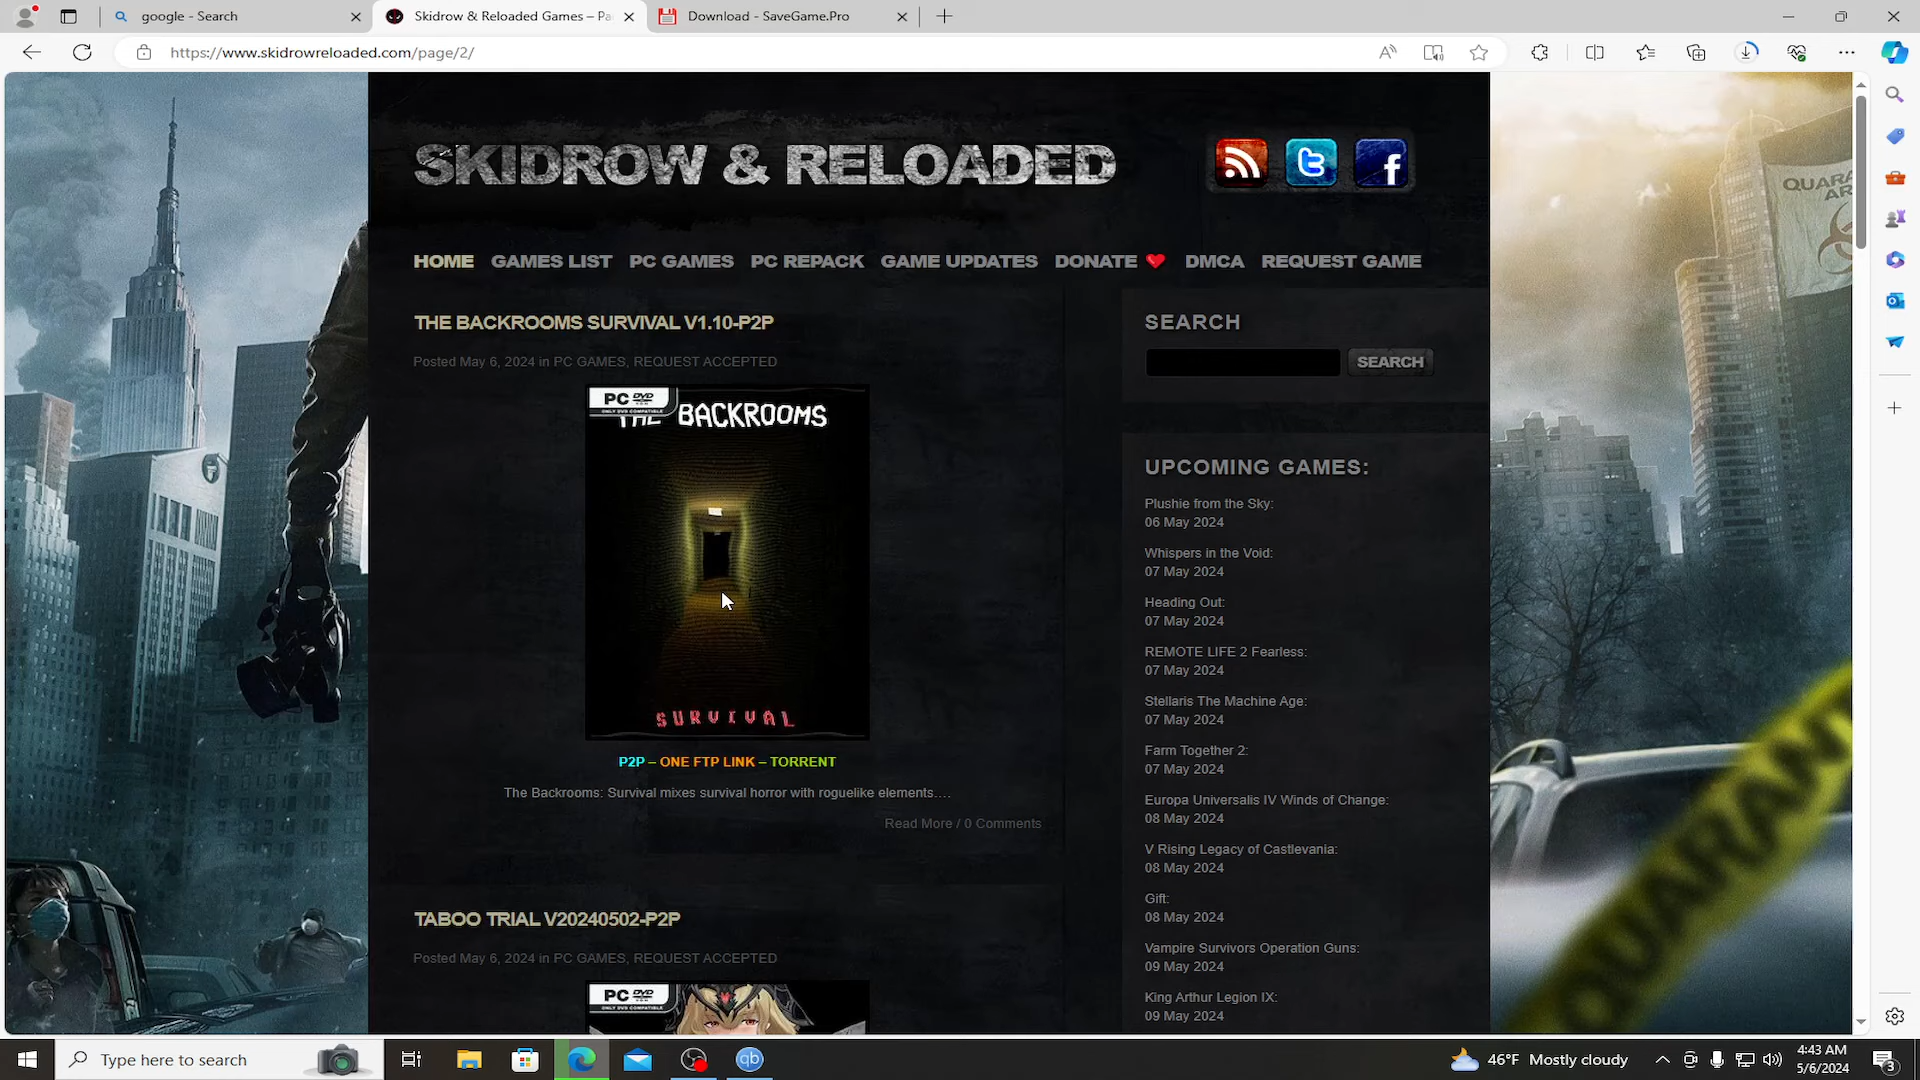 google - Search
Skidrow & Reloaded Games – Pa
Download - SaveGame.Pro
https://www.skidrowreloaded.com/page/2/
SKIDROW & RELOADED
HOME GAMES LIST PC GAMES PC REPACK GAME UPDATES DONATE DMCA REQUEST GAME
THE BACKROOMS SURVIVAL V1.10-P2P
Posted May 6, 2024 in PC GAMES, REQUEST ACCEPTED
PC DVD
THE BACKROOMS
SURVIVAL
P2P – ONE FTP LINK – TORRENT
The Backrooms: Survival mixes survival horror with roguelike elements….
Read More / 0 Comments
TABOO TRIAL V20240502-P2P
Posted May 6, 2024 in PC GAMES, REQUEST ACCEPTED
PC DVD
SEARCH
SEARCH
UPCOMING GAMES:
Plushie from the Sky:
06 May 2024
Whispers in the Void:
07 May 2024
Heading Out:
07 May 2024
REMOTE LIFE 2 Fearless:
07 May 2024
Stellaris The Machine Age:
07 May 2024
Farm Together 2:
07 May 2024
Europa Universalis IV Winds of Change:
08 May 2024
V Rising Legacy of Castlevania:
08 May 2024
Gift:
08 May 2024
Vampire Survivors Operation Guns:
09 May 2024
King Arthur Legion IX:
09 May 2024
QUARA
AR
QUARANT
Type here to search
qb
46°F Mostly cloudy
4:43 AM
5/6/2024
3